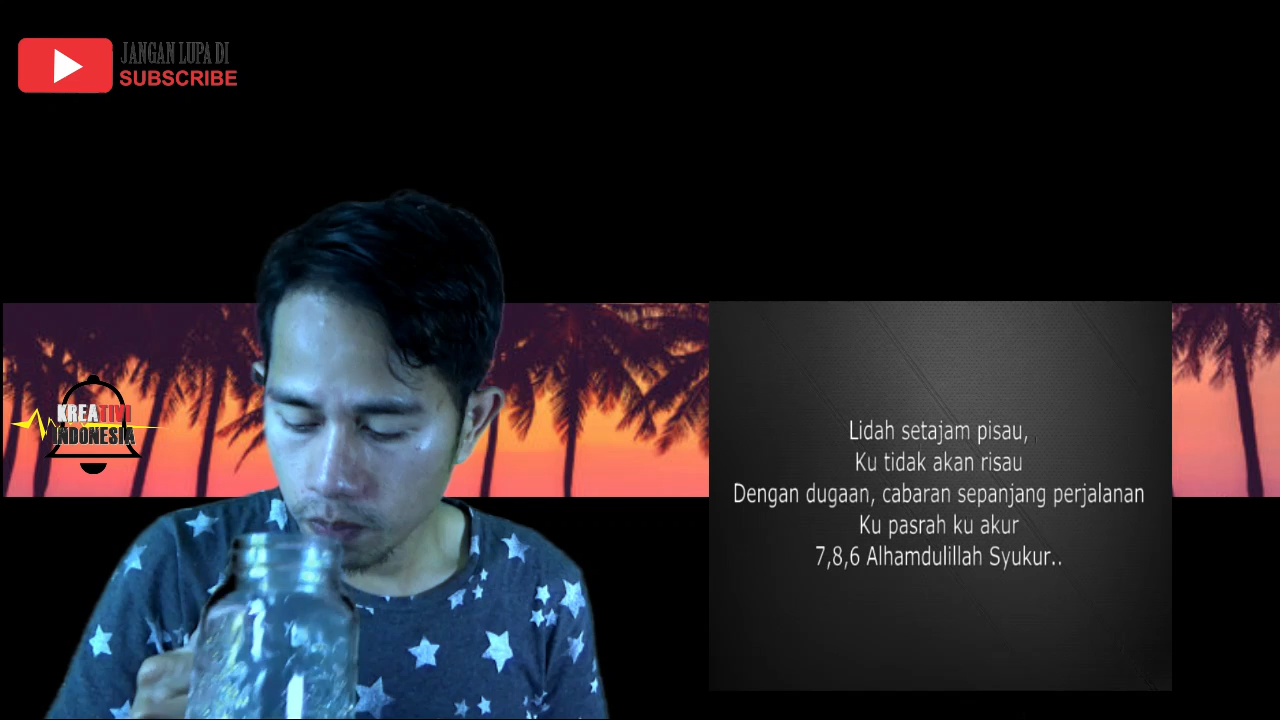 JANGAN LUPA DI
SUBSCRIBE
KREATIVI
INDONESIA
Lidah setajam pisau,
Ku tidak akan risau
Dengan dugaan, cabaran sepanjang perjalanan
Ku pasrah ku akur
7,8,6 Alhamdulillah Syukur..